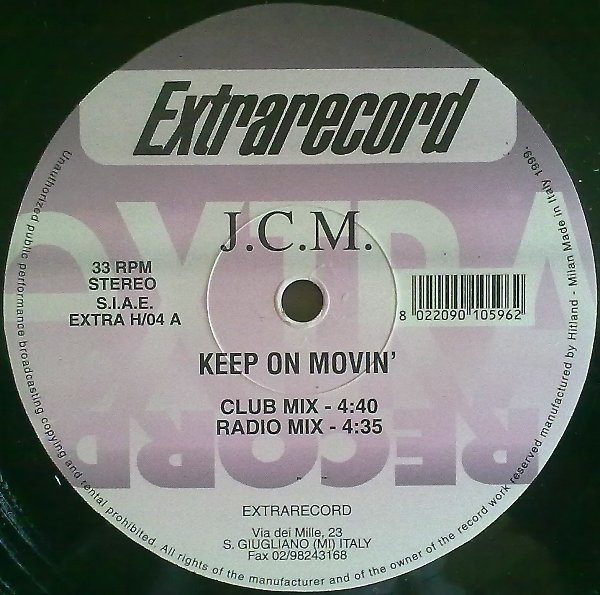 Extrarecord
J.C.M.
33 RPM
STEREO
S.I.A.E.
EXTRA H/04 A
8 022090 105962
KEEP ON MOVIN'
CLUB MIX - 4:40
RADIO MIX - 4:35
EXTRARECORD
Via dei Mille, 23
S. GIUGLIANO (MI) ITALY
Fax 02/98243168
Unauthorized public performance broadcasting copying and rental prohibited. All rights of the manufacturer and of the owner of the record work reserved manufactured by Hitland - Milan Made in Italy 1999.
EXTRA
RECORD